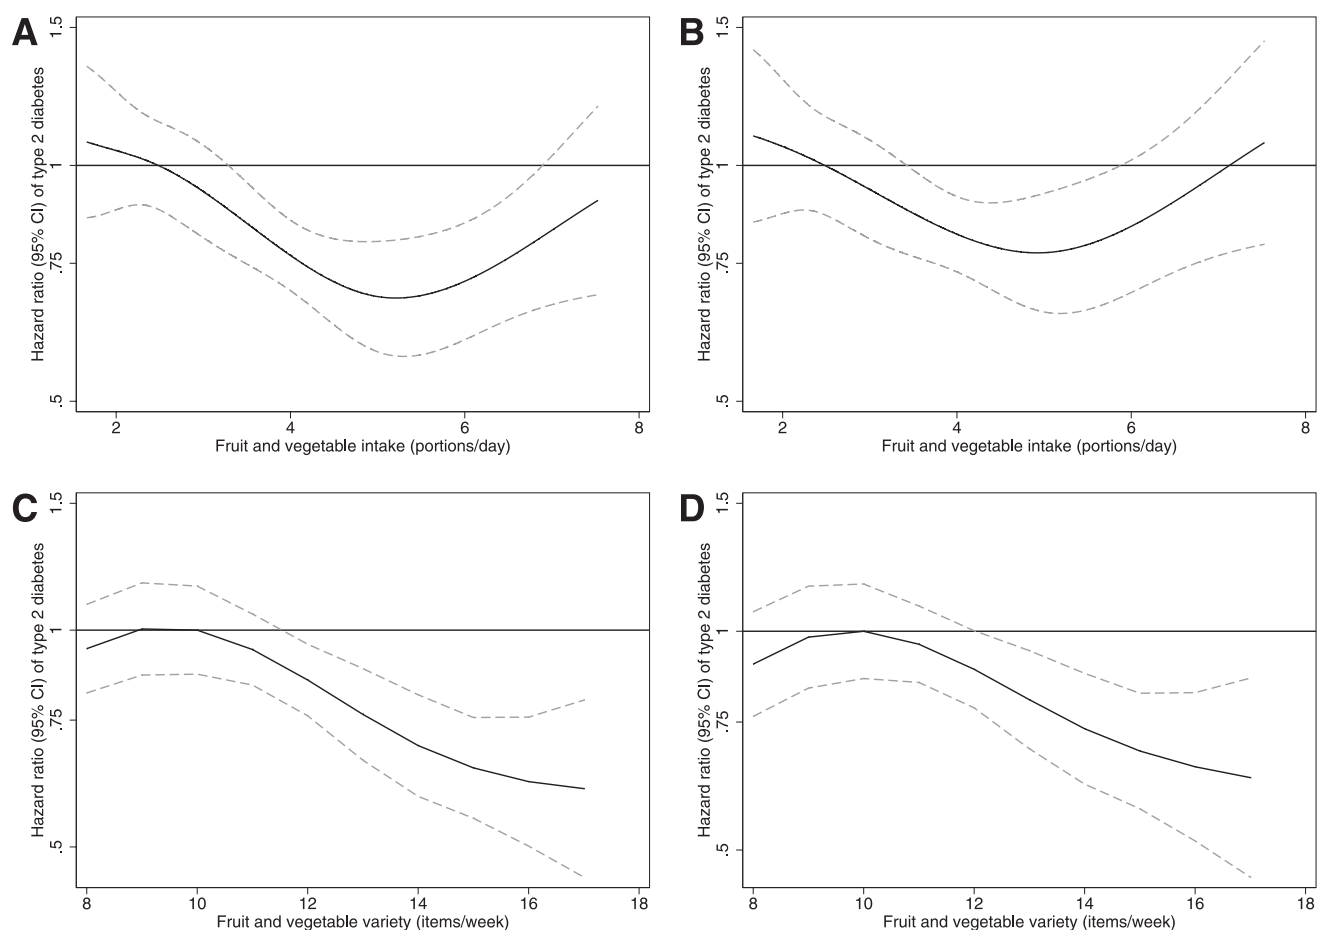 A
Hazard ratio (95% CI) of type 2 diabetes
1.5
1
.75
.5
2 4 6 8
Fruit and vegetable intake (portions/day)
B
Hazard ratio (95% CI) of type 2 diabetes
1.5
1
.75
.5
2 4 6 8
Fruit and vegetable intake (portions/day)
C
Hazard ratio (95% CI) of type 2 diabetes
1.5
1
.75
.5
8 10 12 14 16 18
Fruit and vegetable variety (items/week)
D
Hazard ratio (95% CI) of type 2 diabetes
1.5
1
.75
.5
8 10 12 14 16 18
Fruit and vegetable variety (items/week)